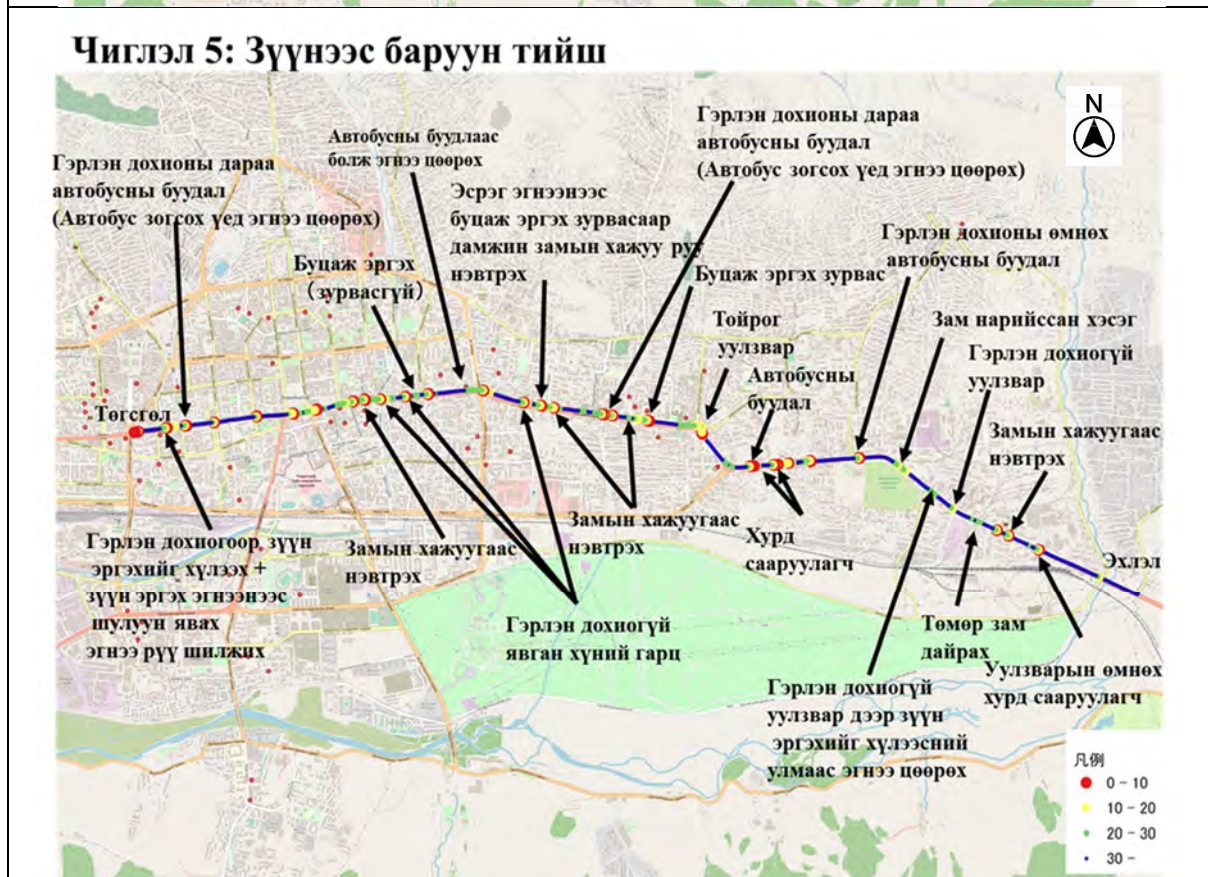 Чиглэл 5: Зүүнээс баруун тийш
N
Гэрлэн дохионы дараа
автобусны буудал
(Автобус зогсох үед эгнээ цөөрөх)
Автобусны буудлаас
болж эгнээ цөөрөх
Буцаж эргэх
(зурвасгүй)
Эсрэг эгнээнээс
буцаж эргэх зурвасаар
дамжин замын хажуу руу
нэвтрэх
Гэрлэн дохионы дараа
автобусны буудал
(Автобус зогсох үед эгнээ цөөрөх)
Буцаж эргэх зурвас
Тойрог
уулзвар
Автобусны
буудал
Гэрлэн дохионы өмнөх
автобусны буудал
Зам нарийссан хэсэг
Гэрлэн дохиогүй
уулзвар
Замын хажуугаас
нэвтрэх
Төгсгөл
Эхлэл
Гэрлэн дохиогоор зүүн
эргэхийг хүлээх +
зүүн эргэх эгнээнээс
шулуун явах
эгнээ рүү шилжих
Замын хажуугаас
нэвтрэх
Гэрлэн дохиогүй
явган хүний гарц
Замын хажуугаас
нэвтрэх
Хурд
сааруулагч
Гэрлэн дохиогүй
уулзвар дээр зүүн
эргэхийг хүлээсний
улмаас эгнээ цөөрөх
Төмөр зам
дайрах
Уулзварын өмнөх
хурд сааруулагч
凡例
0 - 10
10 - 20
20 - 30
30 -